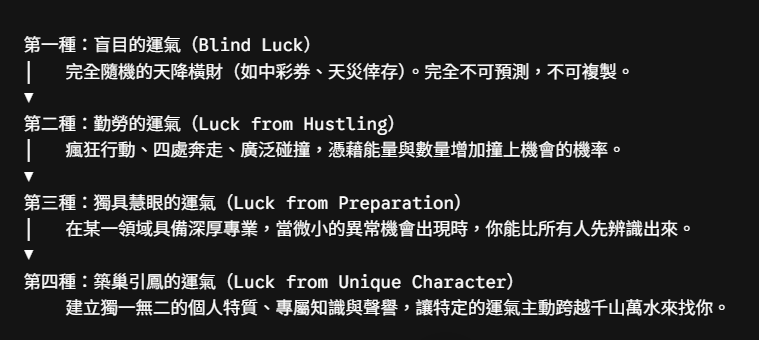 第一種：盲目的運氣（Blind Luck）
│ 完全隨機的天降橫財（如中彩券、天災倖存）。完全不可預測，不可複製。
▼
第二種：勤勞的運氣（Luck from Hustling）
│ 瘋狂行動、四處奔走、廣泛碰撞，憑藉能量與數量增加撞上機會的機率。
▼
第三種：獨具慧眼的運氣（Luck from Preparation）
│ 在某一領域具備深厚專業，當微小的異常機會出現時，你能比所有人先辨識出來。
▼
第四種：築巢引鳳的運氣（Luck from Unique Character）
建立獨一無二的個人特質、專屬知識與聲譽，讓特定的運氣主動跨越千山萬水來找你。